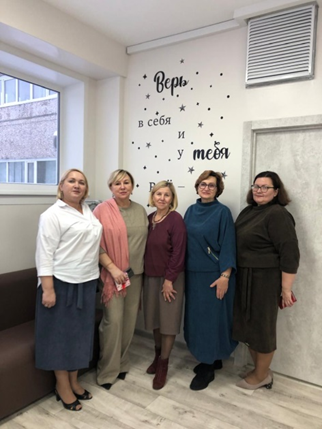 Верь
в себя
и
у тебя